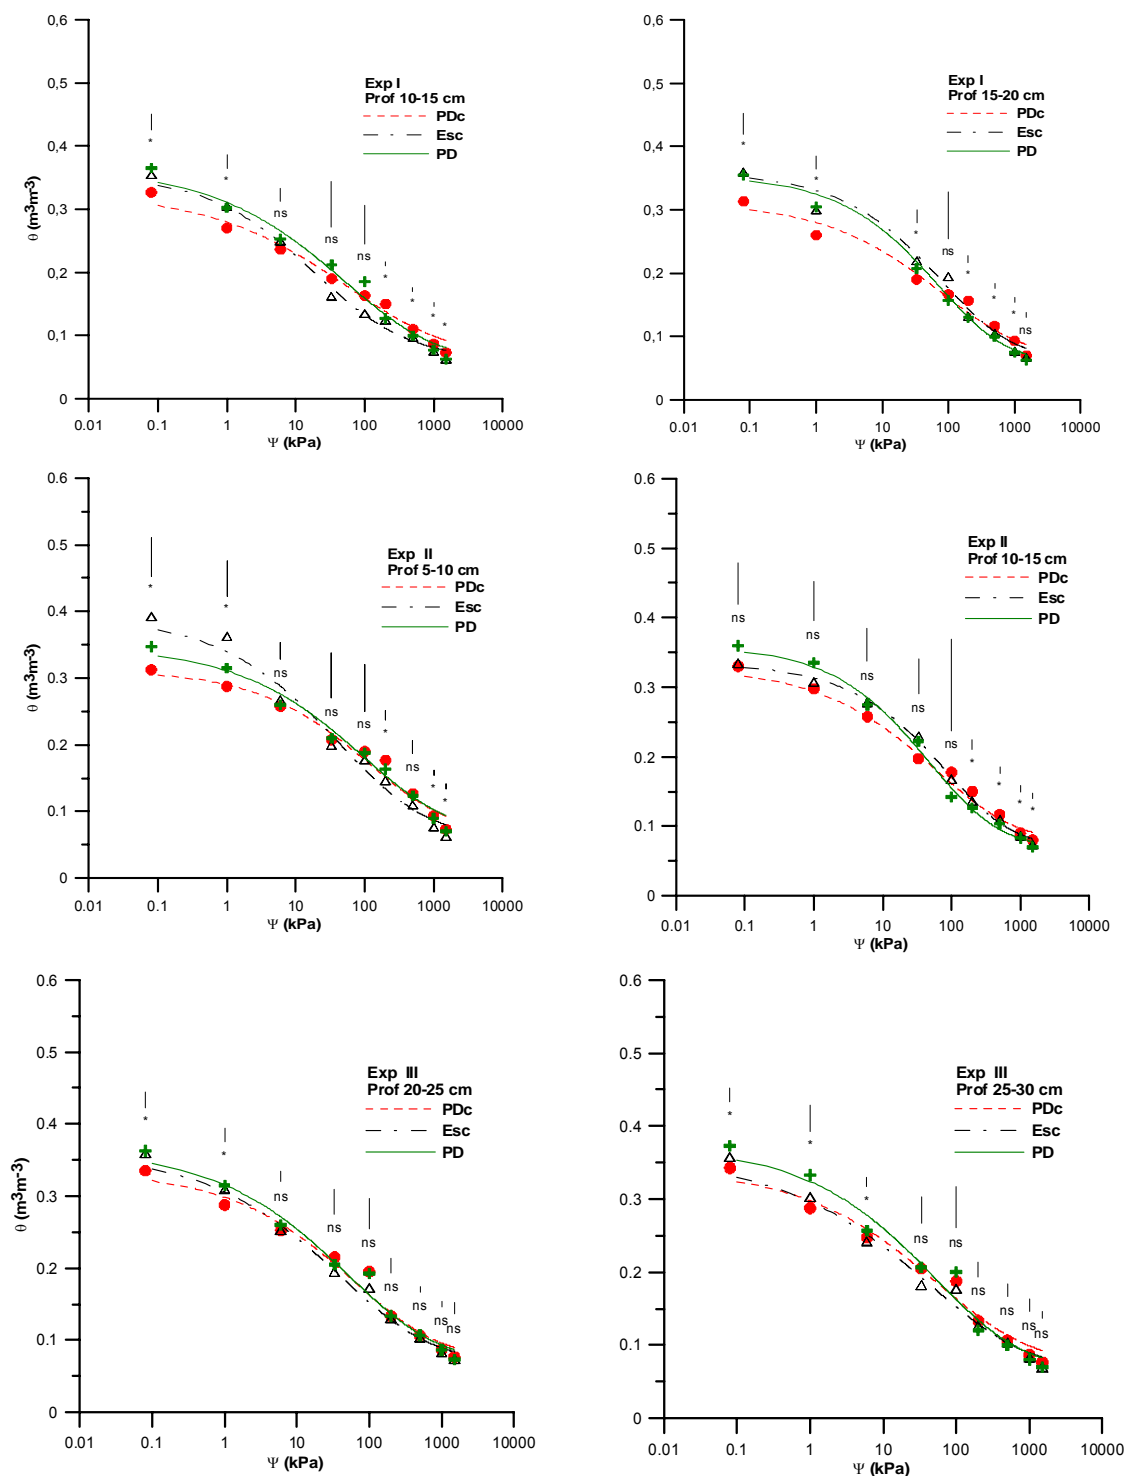 0,6
0,5
0,4
0,3
0,2
0,1
0
θ (m3m-3)
Exp I
Prof 10-15 cm
PDc
Esc
PD
*
*
ns
ns
ns
*
*
*
*
0.01 0.1 1 10 100 1000 10000
Ψ (kPa)
0,6
0,5
0,4
0,3
0,2
0,1
0
Exp I
Prof 15-20 cm
PDc
Esc
PD
*
*
*
ns
*
*
*
ns
0.01 0.1 1 10 100 1000 10000
Ψ (kPa)
0.6
0.5
0.4
0.3
0.2
0.1
0
θ (m3m-3)
Exp II
Prof 5-10 cm
PDc
Esc
PD
*
*
ns
ns
ns
*
ns
*
*
0.01 0.1 1 10 100 1000 10000
Ψ (kPa)
0.6
0.5
0.4
0.3
0.2
0.1
0
Exp II
Prof 10-15 cm
PDc
Esc
PD
ns
ns
ns
ns
ns
*
*
*
*
0.01 0.1 1 10 100 1000 10000
Ψ (kPa)
0.6
0.5
0.4
0.3
0.2
0.1
0
θ (m3m-3)
Exp III
Prof 20-25 cm
PDc
Esc
PD
*
*
ns
ns
ns
ns
ns
ns
ns
0.01 0.1 1 10 100 1000 10000
Ψ (kPa)
0.6
0.5
0.4
0.3
0.2
0.1
0
Exp III
Prof 25-30 cm
PDc
Esc
PD
*
*
*
ns
ns
ns
ns
ns
ns
0.01 0.1 1 10 100 1000 10000
Ψ (kPa)